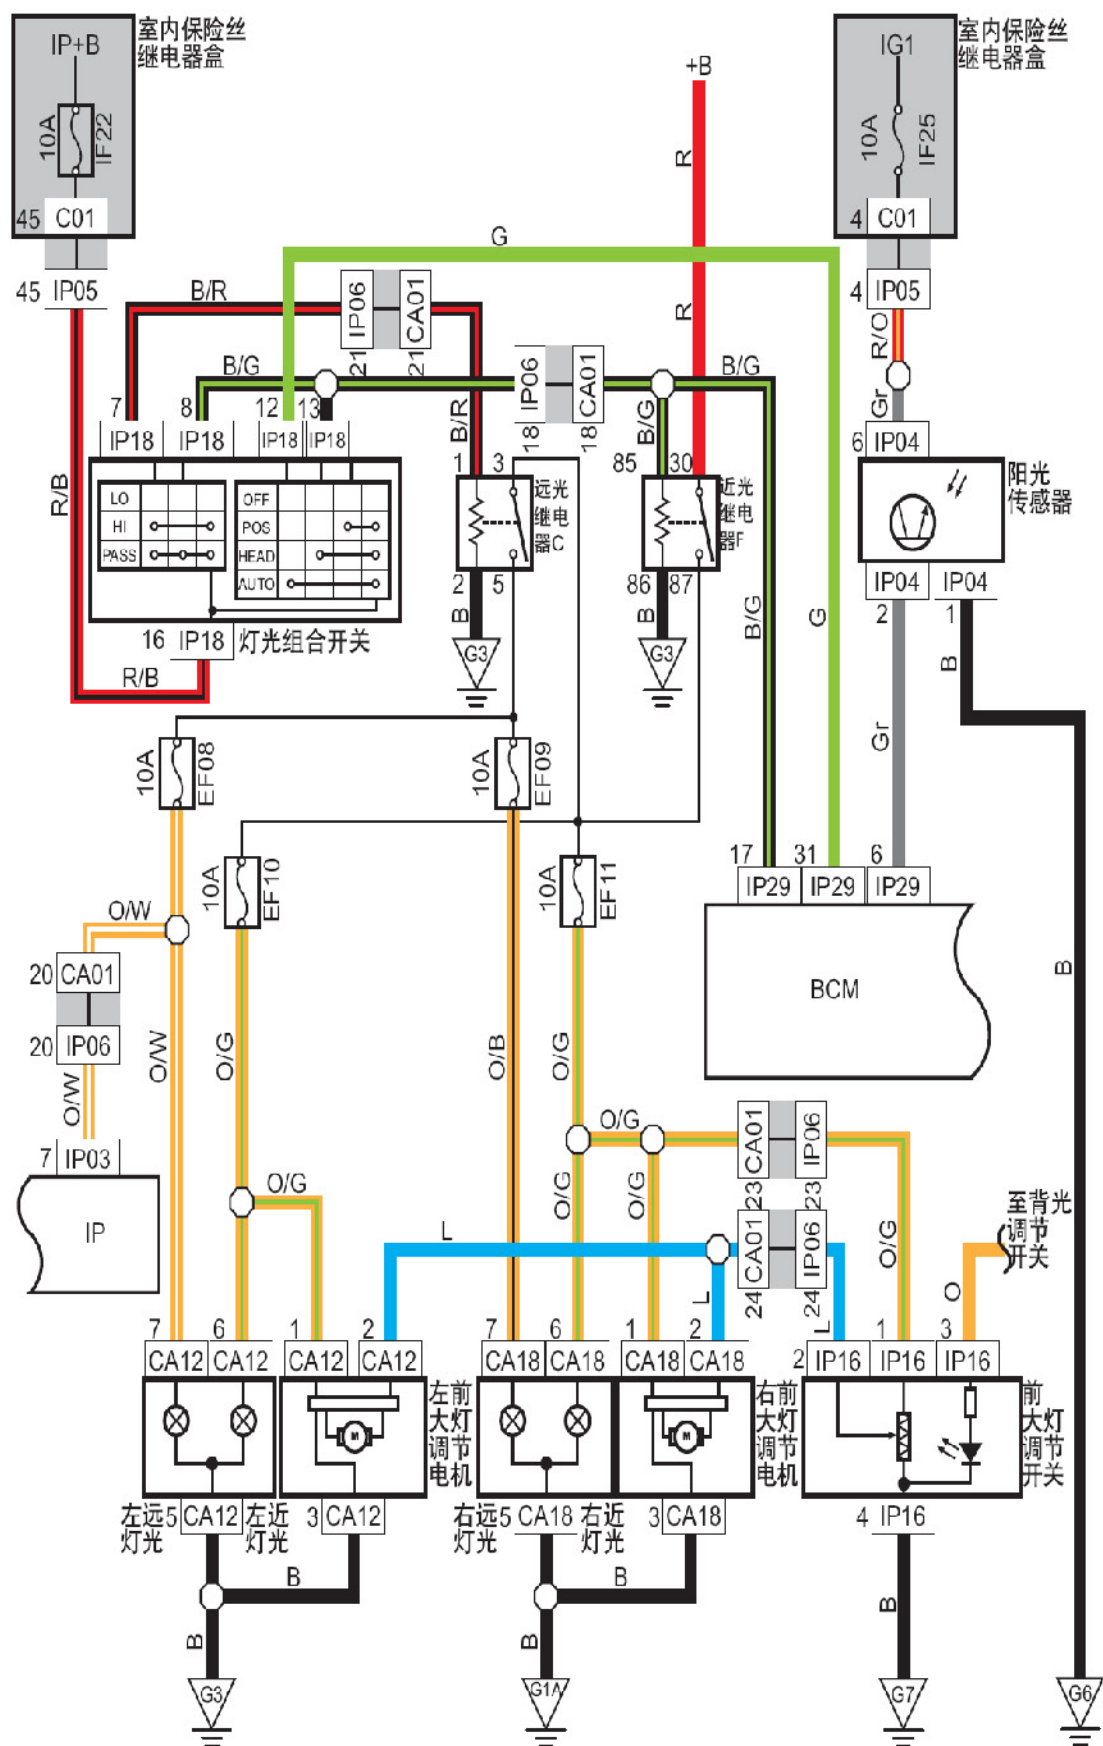 IP+B
10A
IF22
45 C01
室内保险丝
继电器盒
45 IP05
+B
R
R
IG1
10A
IF25
4 C01
室内保险丝
继电器盒
4 IP05
R/O
Gr
G
B/R
IP06
CA01
21
21
B/G
IP06
CA01
18
18
B/G
B/R
B/G
7
8
12
13
IP18
IP18
IP18
IP18
R/B
LO
HI
PASS
OFF
POS
HEAD
AUTO
16 IP18
灯光组合开关
R/B
1
3
远光
继电
器C
2
5
B
G3
85
30
近光
继电
器F
86
87
B
G3
B/G
G
6 IP04
阳光
传感器
IP04
IP04
2
1
B
Gr
10A
EF08
10A
EF09
10A
EF10
10A
EF11
17
31
6
IP29
IP29
IP29
BCM
B
O/W
20 CA01
20 IP06
O/W
7 IP03
IP
O/W
O/G
O/B
O/G
O/G
CA01
IP06
23
23
O/G
O/G
O/G
O/G
L
CA01
IP06
24
24
L
L
O
至背光
调节
开关
7
6
1
2
CA12
CA12
CA12
CA12
左前
大灯
调节
电机
M
左远
灯光
5 CA12
左近
灯光
3 CA12
B
B
G3
7
6
1
2
CA18
CA18
CA18
CA18
右前
大灯
调节
电机
M
右远
灯光
5 CA18
右近
灯光
3 CA18
B
B
G1A
1
3
2 IP16
IP16
IP16
前
大灯
调节
开关
4 IP16
B
G7
G6